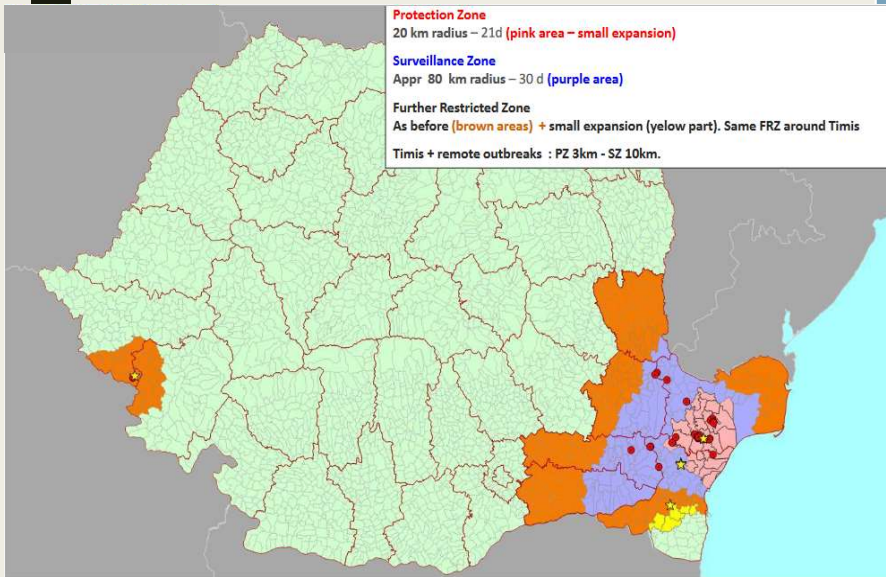 Protection Zone
20 km radius – 21d (pink area – small expansion)
Surveillance Zone
Appr 80 km radius – 30 d (purple area)
Further Restricted Zone
As before (brown areas) + small expansion (yelow part). Same FRZ around Timis
Timis + remote outbreaks : PZ 3km - SZ 10km.